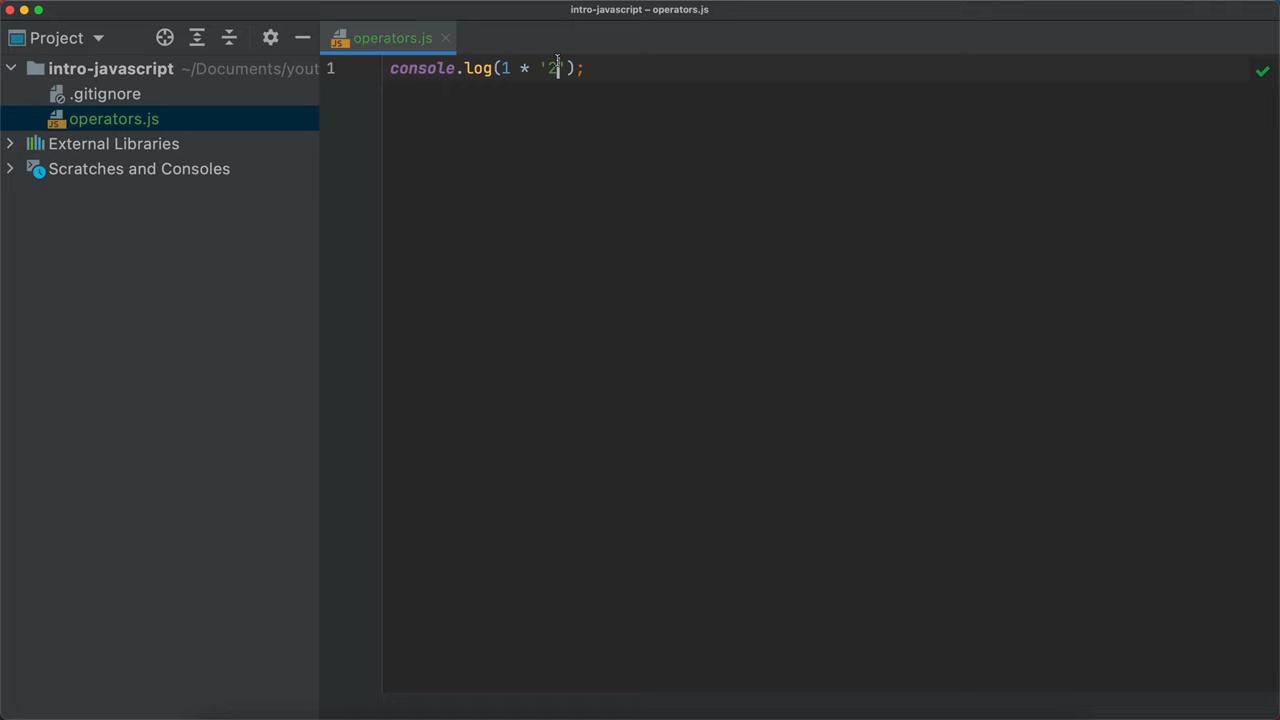 intro-javascript – operators.js
Project
operators.js
intro-javascript ~/Documents/yout
1 console.log(1 * '2');
.gitignore
operators.js
External Libraries
Scratches and Consoles